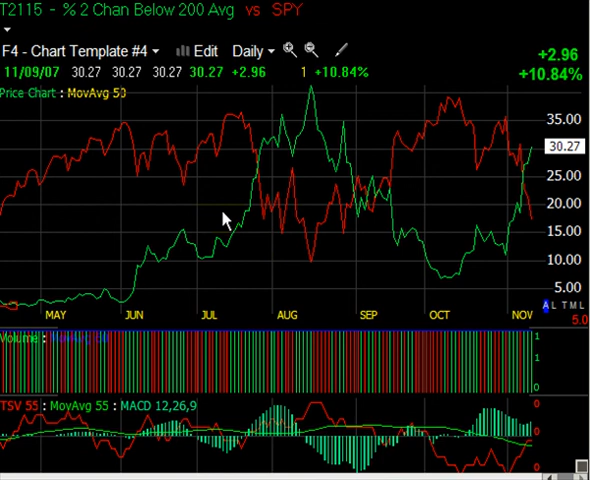 T2115 - % 2 Chan Below 200 Avg vs SPY
F4 - Chart Template #4 Edit Daily
+2.96
11/09/07 30.27 30.27 30.27 30.27 +2.96 1 +10.84%
+10.84%
Price Chart : MovAvg 50
35.00
30.27
25.00
20.00
15.00
10.00
5.00
MAY JUN JUL AUG SEP OCT NOV
A L T M L
5.0
Volume :
1
1
0
TSV 55 : MovAvg 55 : MACD 12,26,9
0
0
0